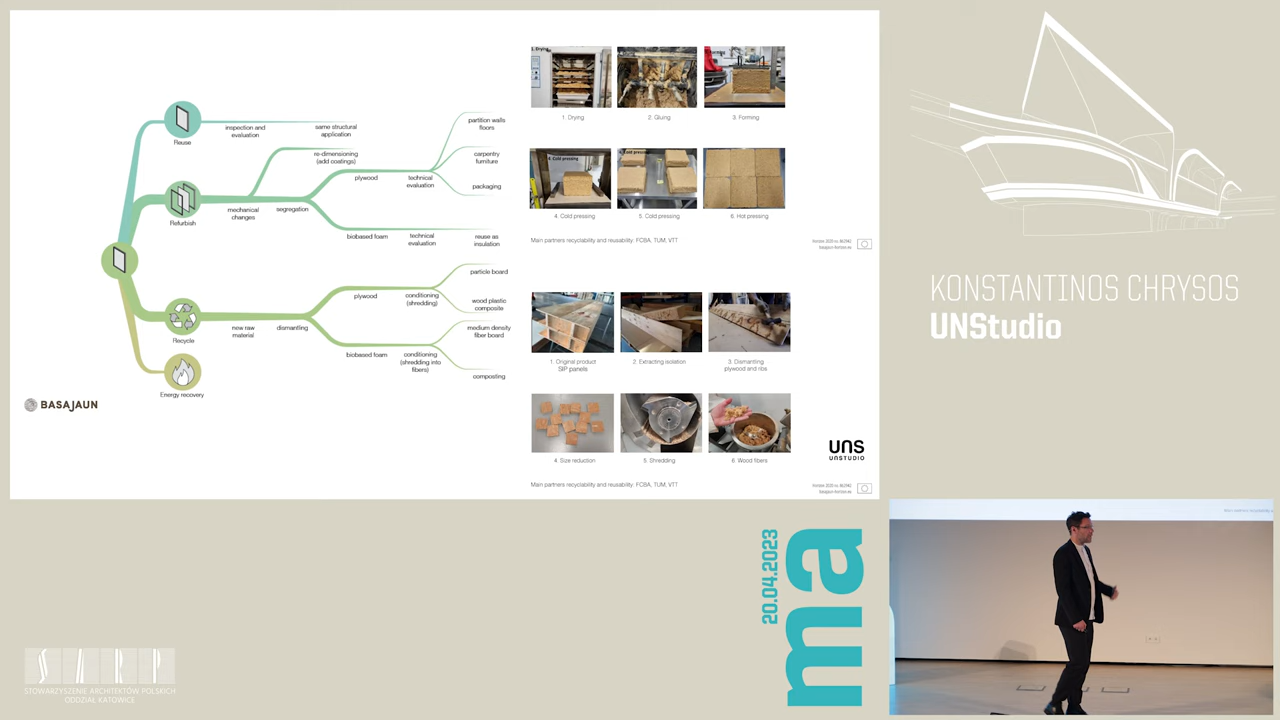 Reuse
inspection and
evaluation
same structural
application
re-dimensioning
(add coatings)
Refurbish
mechanical
changes
segregation
plywood
technical
evaluation
partition walls
floors
carpentry
furniture
packaging
biobased foam
technical
evaluation
reuse as
insulation
Recycle
new raw
material
dismantling
plywood
conditioning
(shredding)
particle board
wood plastic
composite
biobased foam
conditioning
(shredding into
fibers)
medium density
fiber board
composting
Energy recovery
BASAJAUN
1. Drying
2. Gluing
3. Forming
4. Cold pressing
5. Cold pressing
6. Hot pressing
Main partners recyclability and reusability: FCBA, TUM, VTT
1. Original product
SIP panels
2. Extracting isolation
3. Dismantling
plywood and ribs
4. Size reduction
5. Shredding
6. Wood fibers
Main partners recyclability and reusability: FCBA, TUM, VTT
UNS
UNSTUDIO
KONSTANTINOS CHRYSOS
UNStudio
20.04.2023
ma
SARP
STOWARZYSZENIE ARCHITEKTÓW POLSKICH
ODDZIAŁ KATOWICE